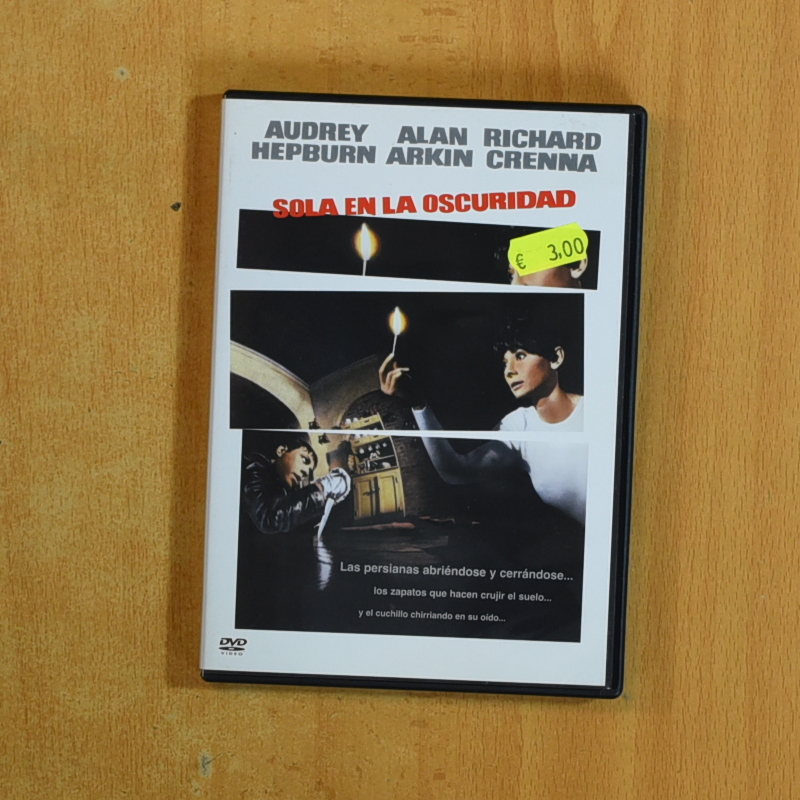 AUDREY HEPBURN
ALAN ARKIN
RICHARD CRENNA
SOLA EN LA OSCURIDAD
€ 3,00
Las persianas abriéndose y cerrándose...
los zapatos que hacen crujir el suelo...
y el cuchillo chirriando en su oído...
DVD
VIDEO